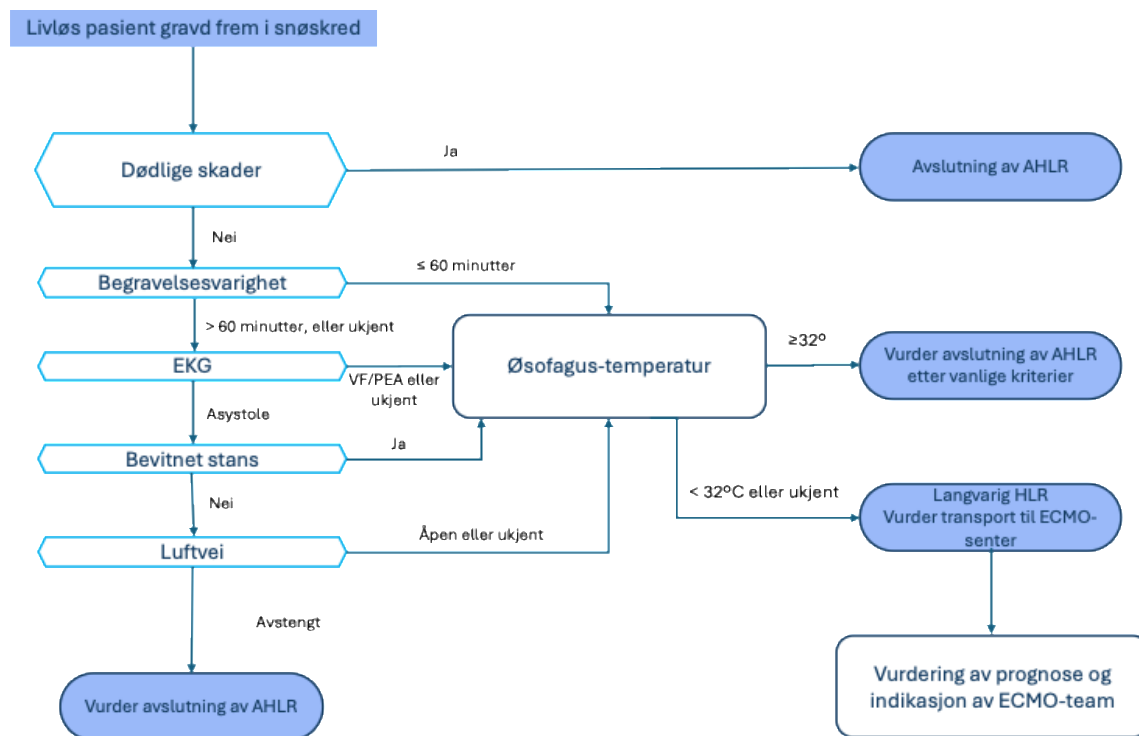 Livløs pasient gravd frem i snøskred
Dødlige skader
Ja
Avslutning av AHLR
Nei
Begravelsesvarighet
≤ 60 minutter
> 60 minutter, eller ukjent
EKG
VF/PEA eller
ukjent
Øsofagus-temperatur
≥32º
Vurder avslutning av AHLR
etter vanlige kriterier
Asystole
Bevitnet stans
Ja
Nei
< 32ºC eller ukjent
Langvarig HLR
Vurder transport til ECMO-
senter
Luftvei
Åpen eller ukjent
Avstengt
Vurder avslutning av AHLR
Vurdering av prognose og
indikasjon av ECMO-team